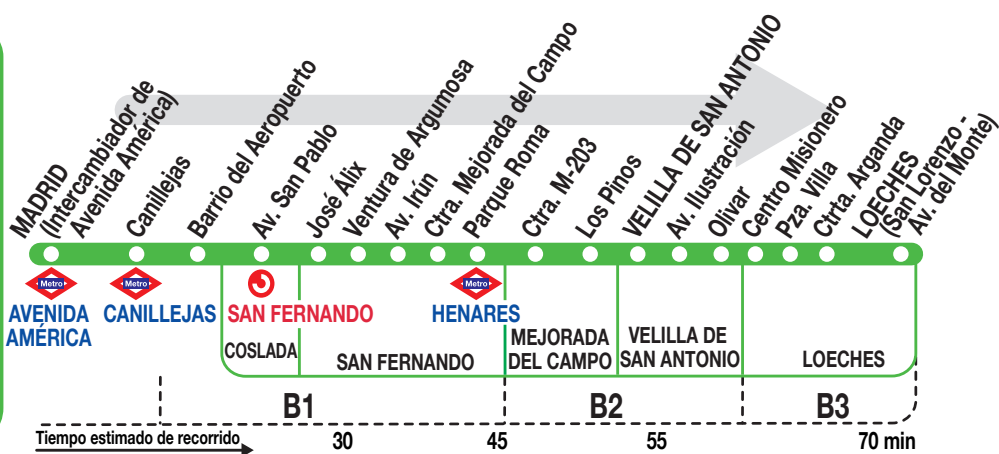 MADRID
(Intercambiador de
Avenida América)
Canillejas
Barrio del Aeropuerto
Av. San Pablo
José Álix
Ventura de Argumosa
Av. Irún
Ctra. Mejorada del Campo
Parque Roma
Ctra. M-203
Los Pinos
VELILLA DE SAN ANTONIO
Av. Ilustración
Olivar
Centro Misionero
Pza. Villa
Ctrta. Arganda
LOECHES
(San Lorenzo -
Av. del Monte)
Metro
Metro
Metro
AVENIDA
AMÉRICA
CANILLEJAS
SAN FERNANDO
HENARES
COSLADA
SAN FERNANDO
MEJORADA
DEL CAMPO
VELILLA DE
SAN ANTONIO
LOECHES
B1
B2
B3
Tiempo estimado de recorrido
30
45
55
70 min